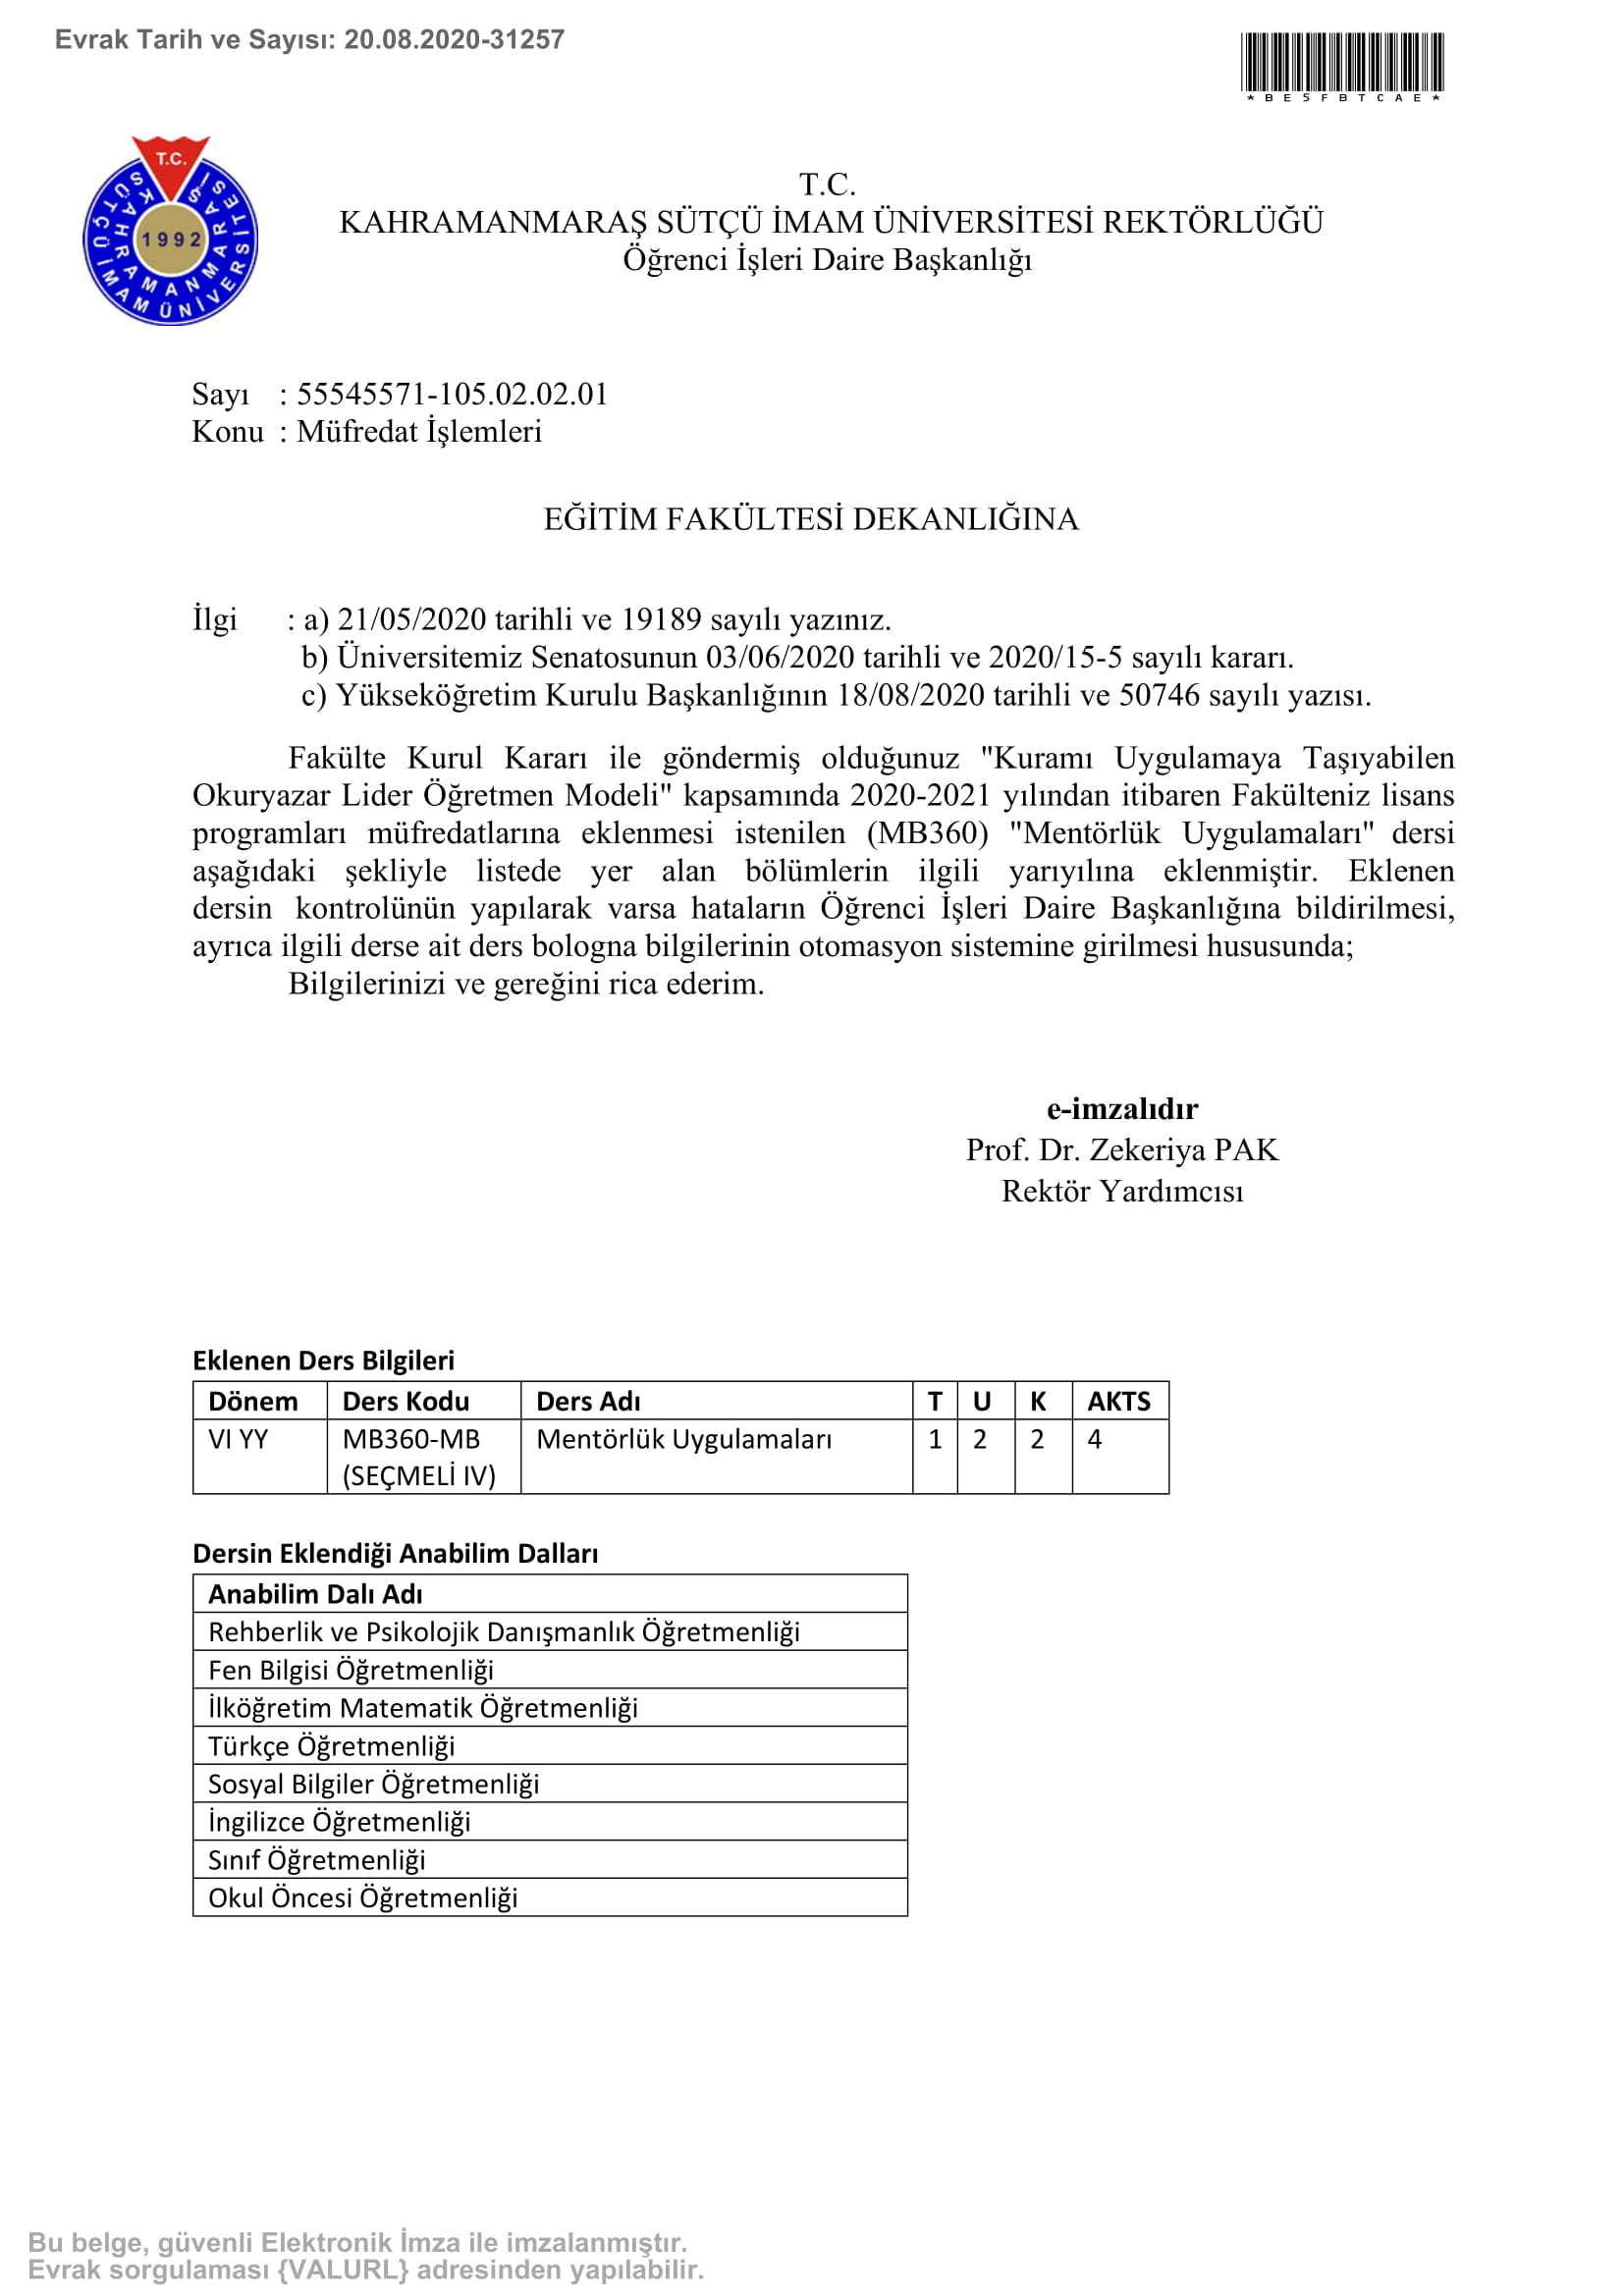 Evrak Tarih ve Sayısı: 20.08.2020-31257
*BE5FBTCAE*
T.C.
KAHRAMANMARAŞ
SÜTÇÜ İMAM ÜNİVERSİTESİ
1992
T.C.
KAHRAMANMARAŞ SÜTÇÜ İMAM ÜNİVERSİTESİ REKTÖRLÜĞÜ
Öğrenci İşleri Daire Başkanlığı
Sayı : 55545571-105.02.02.01
Konu : Müfredat İşlemleri
EĞİTİM FAKÜLTESİ DEKANLIĞINA
İlgi : a) 21/05/2020 tarihli ve 19189 sayılı yazınız.
b) Üniversitemiz Senatosunun 03/06/2020 tarihli ve 2020/15-5 sayılı kararı.
c) Yükseköğretim Kurulu Başkanlığının 18/08/2020 tarihli ve 50746 sayılı yazısı.
Fakülte Kurul Kararı ile göndermiş olduğunuz "Kuramı Uygulamaya Taşıyabilen
Okuryazar Lider Öğretmen Modeli" kapsamında 2020-2021 yılından itibaren Fakülteniz lisans
programları müfredatlarına eklenmesi istenilen (MB360) "Mentörlük Uygulamaları" dersi
aşağıdaki şekliyle listede yer alan bölümlerin ilgili yarıyılına eklenmiştir. Eklenen
dersin kontrolünün yapılarak varsa hataların Öğrenci İşleri Daire Başkanlığına bildirilmesi,
ayrıca ilgili derse ait ders bologna bilgilerinin otomasyon sistemine girilmesi hususunda;
Bilgilerinizi ve gereğini rica ederim.
e-imzalıdır
Prof. Dr. Zekeriya PAK
Rektör Yardımcısı
Eklenen Ders Bilgileri
Dönem Ders Kodu Ders Adı T U K AKTS
VI YY MB360-MB Mentörlük Uygulamaları 1 2 2 4
(SEÇMELİ IV)
Dersin Eklendiği Anabilim Dalları
Anabilim Dalı Adı
Rehberlik ve Psikolojik Danışmanlık Öğretmenliği
Fen Bilgisi Öğretmenliği
İlköğretim Matematik Öğretmenliği
Türkçe Öğretmenliği
Sosyal Bilgiler Öğretmenliği
İngilizce Öğretmenliği
Sınıf Öğretmenliği
Okul Öncesi Öğretmenliği
Bu belge, güvenli Elektronik İmza ile imzalanmıştır.
Evrak sorgulaması {VALURL} adresinden yapılabilir.